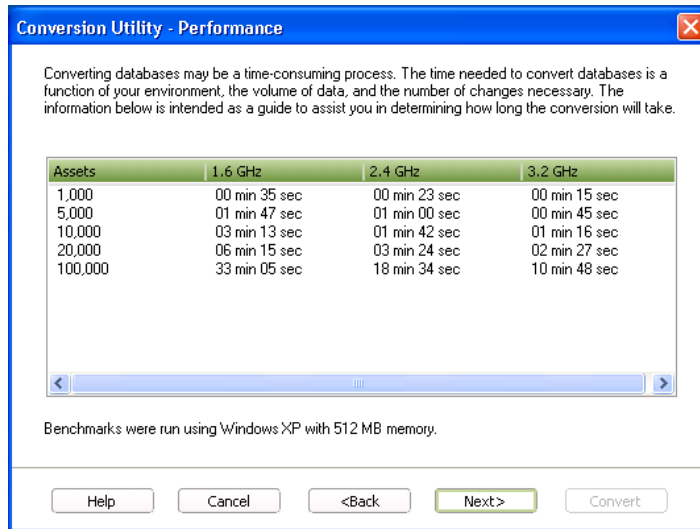 Conversion Utility - Performance
Converting databases may be a time-consuming process. The time needed to convert databases is a
function of your environment, the volume of data, and the number of changes necessary. The
information below is intended as a guide to assist you in determining how long the conversion will take.
Assets 1.6 GHz 2.4 GHz 3.2 GHz
1,000 00 min 35 sec 00 min 23 sec 00 min 15 sec
5,000 01 min 47 sec 01 min 00 sec 00 min 45 sec
10,000 03 min 13 sec 01 min 42 sec 01 min 16 sec
20,000 06 min 15 sec 03 min 24 sec 02 min 27 sec
100,000 33 min 05 sec 18 min 34 sec 10 min 48 sec
Benchmarks were run using Windows XP with 512 MB memory.
Help Cancel <Back Next> Convert